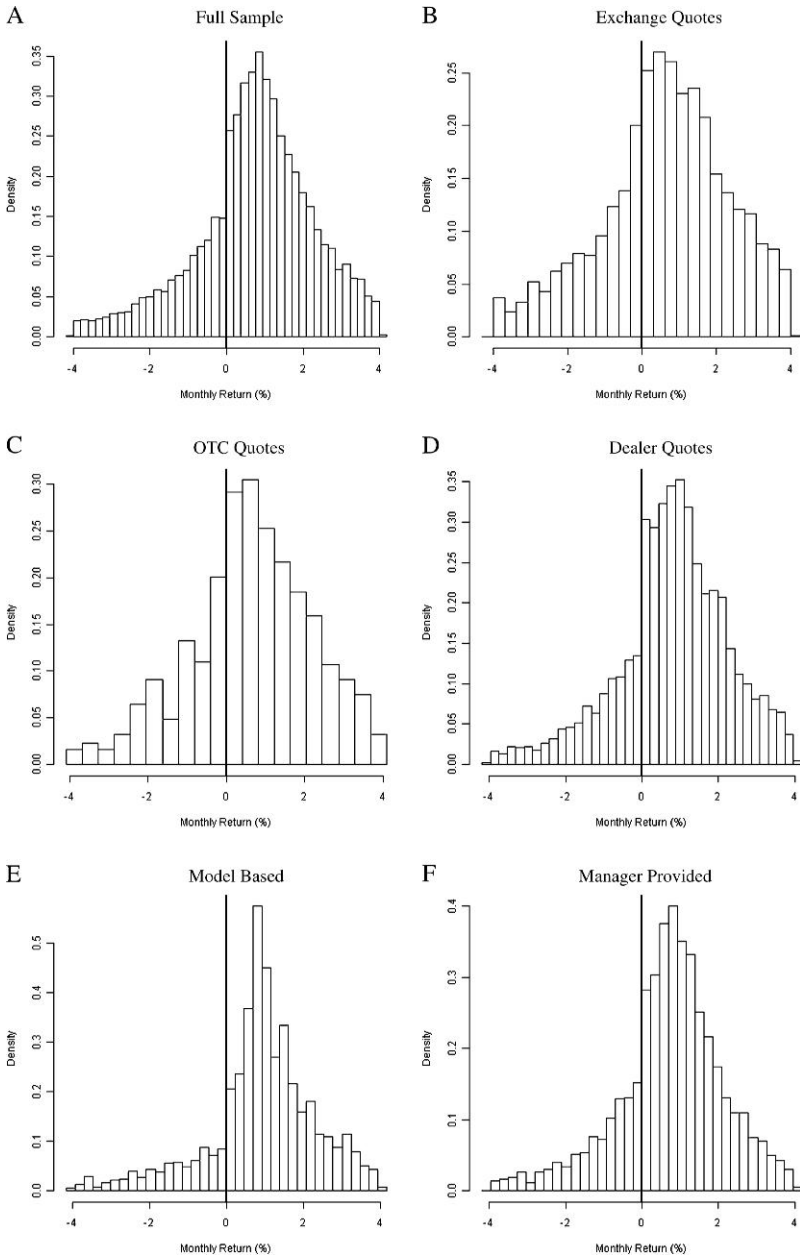 A
Full Sample
Density
0.00 0.05 0.10 0.15 0.20 0.25 0.30 0.35
-4 -2 0 2 4
Monthly Return (%)
B
Exchange Quotes
Density
0.00 0.05 0.10 0.15 0.20 0.25
-4 -2 0 2 4
Monthly Return (%)
C
OTC Quotes
Density
0.00 0.05 0.10 0.15 0.20 0.25 0.30
-4 -2 0 2 4
Monthly Return (%)
D
Dealer Quotes
Density
0.00 0.05 0.10 0.15 0.20 0.25 0.30 0.35
-4 -2 0 2 4
Monthly Return (%)
E
Model Based
Density
0.0 0.1 0.2 0.3 0.4 0.5
-4 -2 0 2 4
Monthly Return (%)
F
Manager Provided
Density
0.0 0.1 0.2 0.3 0.4
-4 -2 0 2 4
Monthly Return (%)